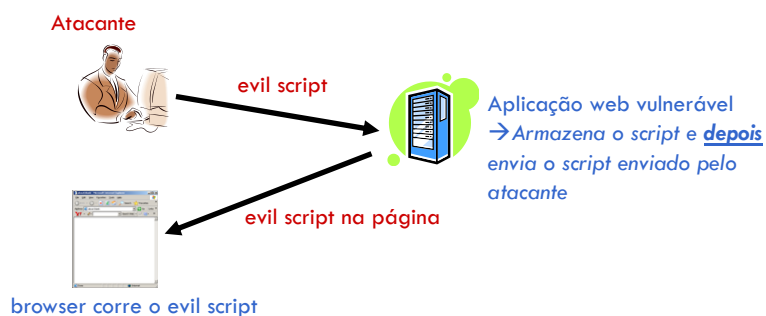 Atacante
evil script
Aplicação web vulnerável
→Armazena o script e depois
envia o script enviado pelo
atacante
evil script na página
browser corre o evil script